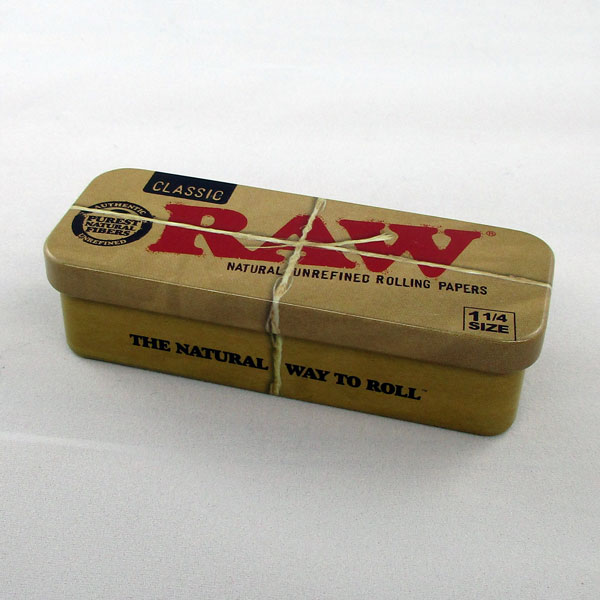 CLASSIC
AUTHENTIC
PUREST
NATURAL
FIBERS
UNREFINED
RAW®
NATURAL UNREFINED ROLLING PAPERS
1 1/4
SIZE
THE NATURAL WAY TO ROLL™